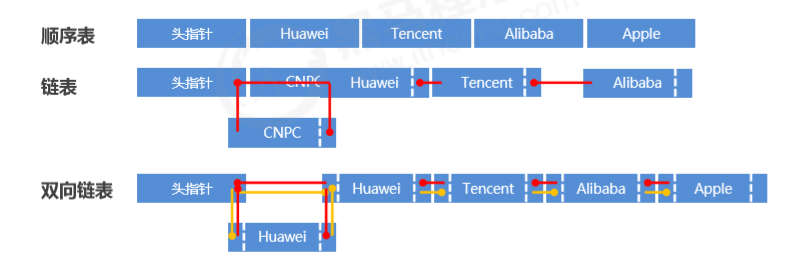 顺序表 头指针 Huawei Tencent Alibaba Apple
链表 头指针 CNPC Huawei Tencent Alibaba
CNPC
双向链表 头指针 Huawei Tencent Alibaba Apple
Huawei